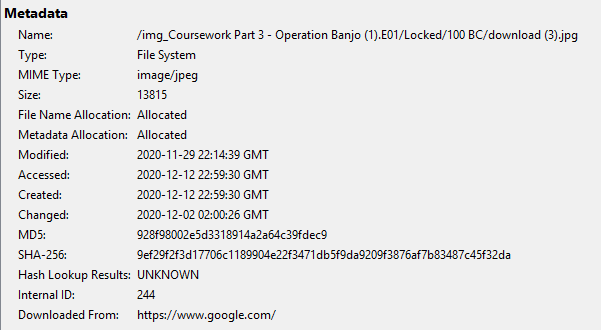 Metadata
Name: /img_Coursework Part 3 - Operation Banjo (1).E01/Locked/100 BC/download (3).jpg
Type: File System
MIME Type: image/jpeg
Size: 13815
File Name Allocation: Allocated
Metadata Allocation: Allocated
Modified: 2020-11-29 22:14:39 GMT
Accessed: 2020-12-12 22:59:30 GMT
Created: 2020-12-12 22:59:30 GMT
Changed: 2020-12-02 02:00:26 GMT
MD5: 928f98002e5d3318914a2a64c39fdec9
SHA-256: 9ef29f2f3d17706c1189904e22f3471db5f9da9209f3876af7b83487c45f32da
Hash Lookup Results: UNKNOWN
Internal ID: 244
Downloaded From: https://www.google.com/